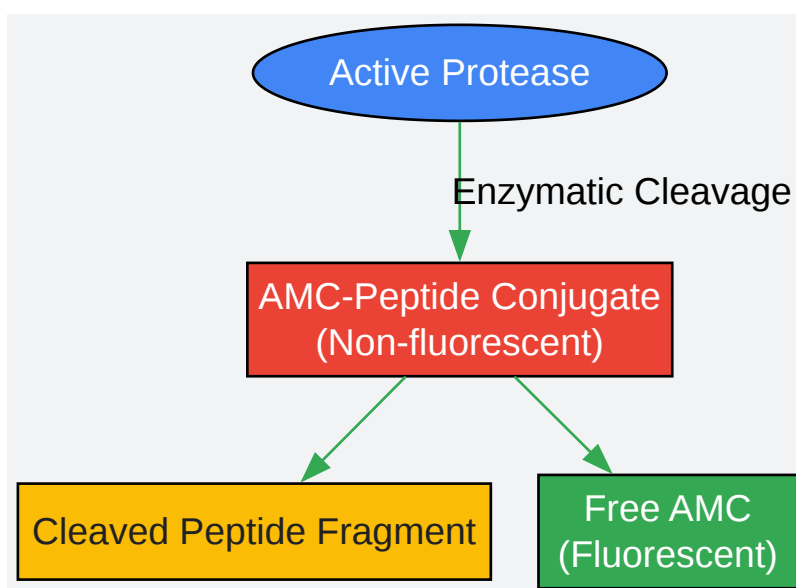 Active Protease
Enzymatic Cleavage
AMC-Peptide Conjugate
(Non-fluorescent)
Cleaved Peptide Fragment
Free AMC
(Fluorescent)